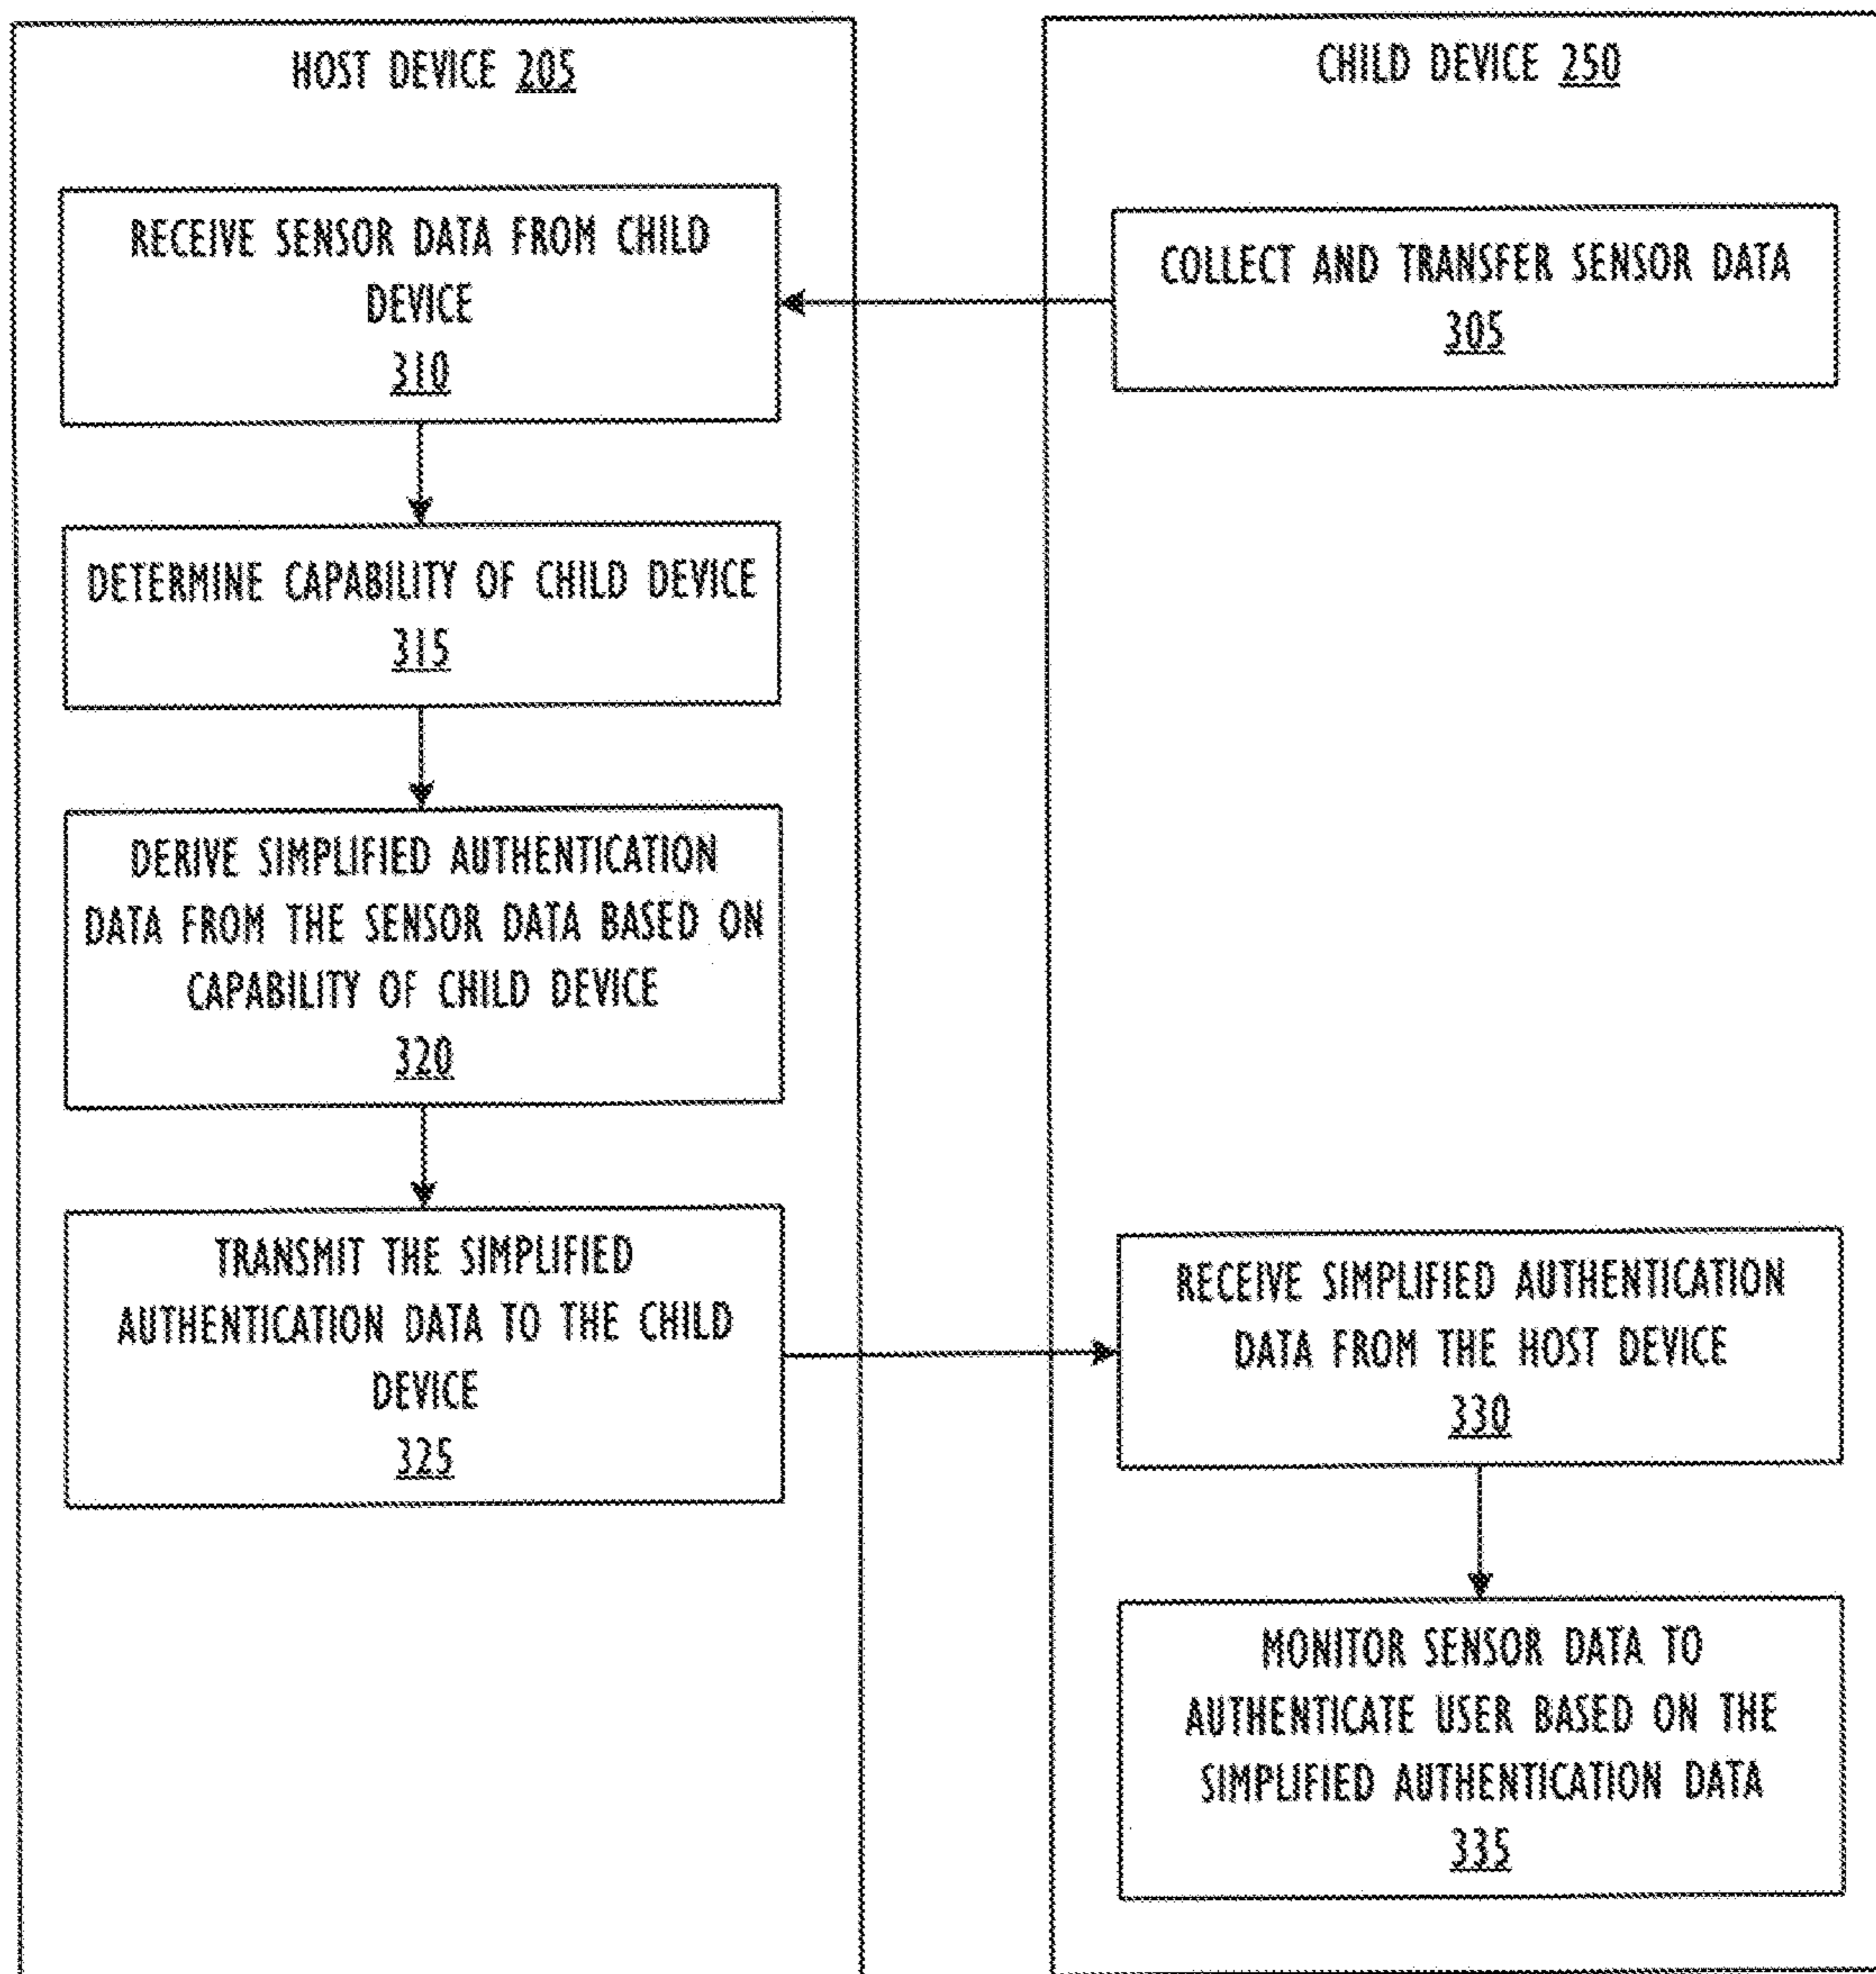 HOST DEVICE 205
RECEIVE SENSOR DATA FROM CHILD
DEVICE
310
DETERMINE CAPABILITY OF CHILD DEVICE
315
DERIVE SIMPLIFIED AUTHENTICATION
DATA FROM THE SENSOR DATA BASED ON
CAPABILITY OF CHILD DEVICE
320
TRANSMIT THE SIMPLIFIED
AUTHENTICATION DATA TO THE CHILD
DEVICE
325
CHILD DEVICE 250
COLLECT AND TRANSFER SENSOR DATA
305
RECEIVE SIMPLIFIED AUTHENTICATION
DATA FROM THE HOST DEVICE
330
MONITOR SENSOR DATA TO
AUTHENTICATE USER BASED ON THE
SIMPLIFIED AUTHENTICATION DATA
335